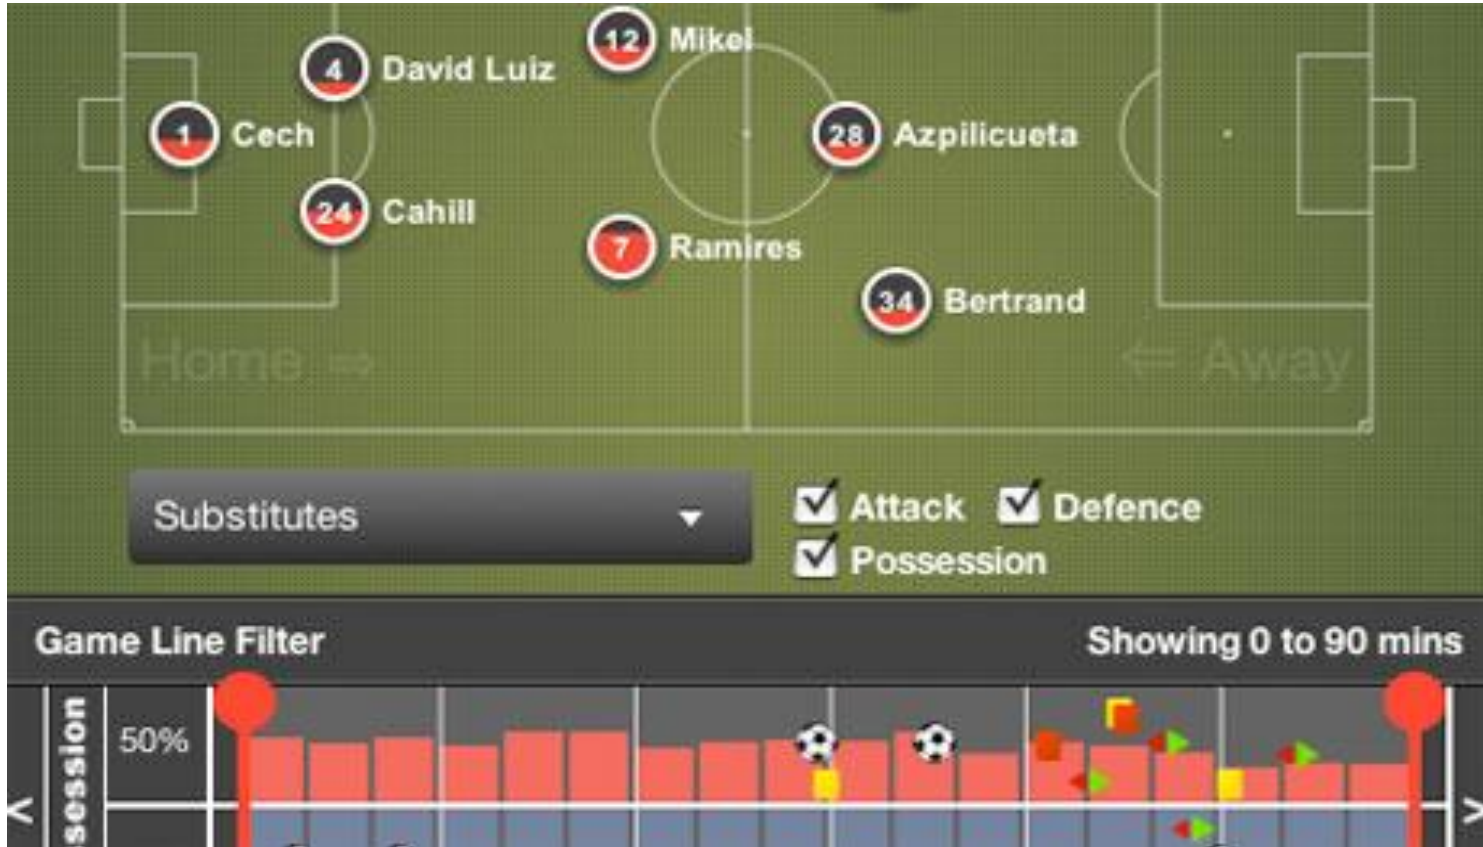 12 Mikel
4 David Luiz
1 Cech
28 Azpilicueta
24 Cahill
7 Ramires
34 Bertrand
Home ⇨
⇦ Away
Substitutes
Attack
Defence
Possession
Game Line Filter
Showing 0 to 90 mins
session
50%
<
>